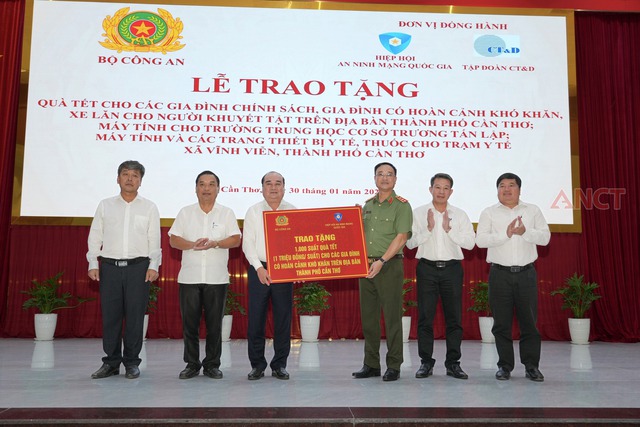 BỘ CÔNG AN
ĐƠN VỊ ĐỒNG HÀNH
HIỆP HỘI
AN NINH MẠNG QUỐC GIA
CT&D
TẬP ĐOÀN CT&D
LỄ TRAO TẶNG
QUÀ TẾT CHO CÁC GIA ĐÌNH CHÍNH SÁCH, GIA ĐÌNH CÓ HOÀN CẢNH KHÓ KHĂN,
XE LĂN CHO NGƯỜI KHUYẾT TẬT TRÊN ĐỊA BÀN THÀNH PHỐ CẦN THƠ;
MÁY TÍNH CHO TRƯỜNG TRUNG HỌC CƠ SỞ TRƯƠNG TẤN LẬP;
MÁY TÍNH VÀ CÁC TRANG THIẾT BỊ Y TẾ, THUỐC CHO TRẠM Y TẾ
XÃ VĨNH VIỄN, THÀNH PHỐ CẦN THƠ
Cần Thơ, 30 tháng 01 năm
ANCT
BỘ CÔNG AN
TRAO TẶNG
1.000 SUẤT QUÀ TẾT
(1 TRIỆU ĐỒNG/ SUẤT) CHO CÁC GIA ĐÌNH
CÓ HOÀN CẢNH KHÓ KHĂN TRÊN ĐỊA BÀN
THÀNH PHỐ CẦN THƠ